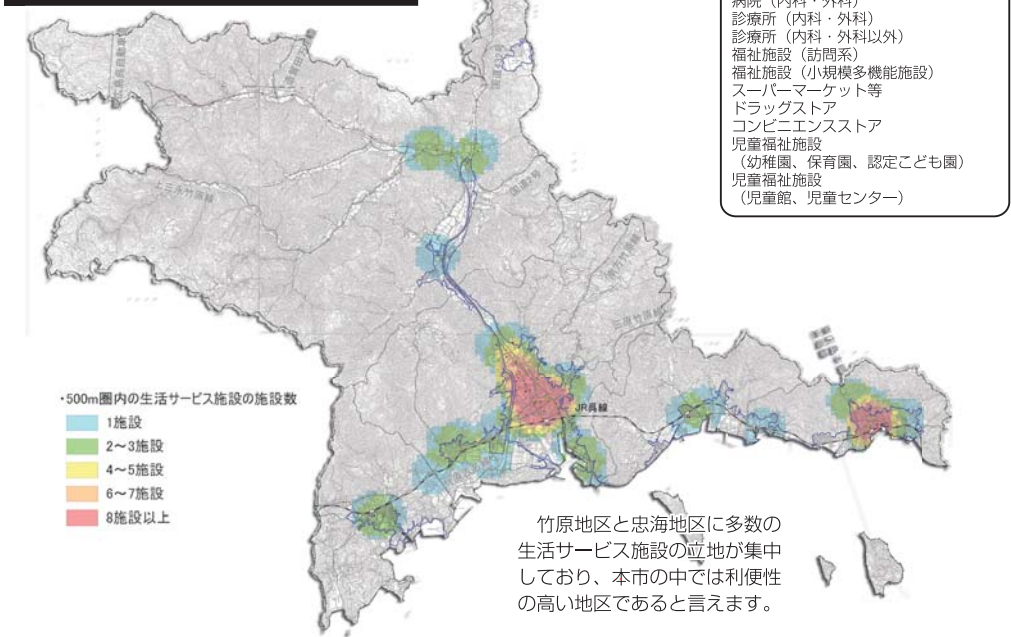 病院（内科・外科）
診療所（内科・外科）
診療所（内科・外科以外）
福祉施設（訪問系）
福祉施設（小規模多機能施設）
スーパーマーケット等
ドラッグストア
コンビニエンスストア
児童福祉施設
（幼稚園、保育園、認定こども園）
児童福祉施設
（児童館、児童センター）
国道2号
JR呉線
・500m圏内の生活サービス施設の施設数
1施設
2～3施設
4～5施設
6～7施設
8施設以上
竹原地区と忠海地区に多数の
生活サービス施設の立地が集中
しており、本市の中では利便性
の高い地区であると言えます。